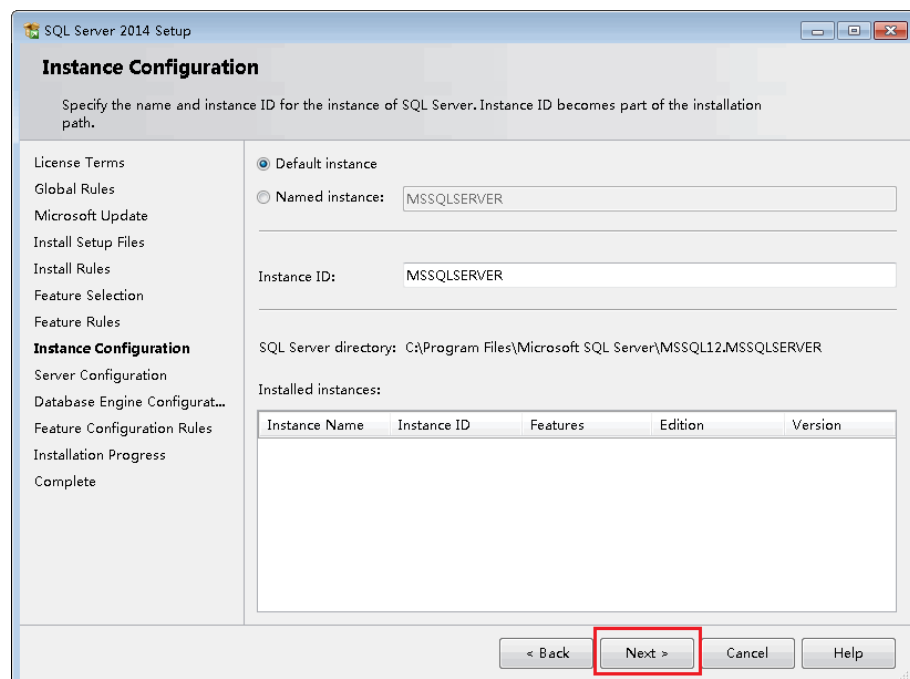 SQL Server 2014 Setup
Instance Configuration
Specify the name and instance ID for the instance of SQL Server. Instance ID becomes part of the installation
path.
License Terms
Global Rules
Microsoft Update
Install Setup Files
Install Rules
Feature Selection
Feature Rules
Instance Configuration
Server Configuration
Database Engine Configurat...
Feature Configuration Rules
Installation Progress
Complete
Default instance
Named instance: MSSQLSERVER
Instance ID: MSSQLSERVER
SQL Server directory: C:\Program Files\Microsoft SQL Server\MSSQL12.MSSQLSERVER
Installed instances:
Instance Name Instance ID Features Edition Version
< Back Next > Cancel Help